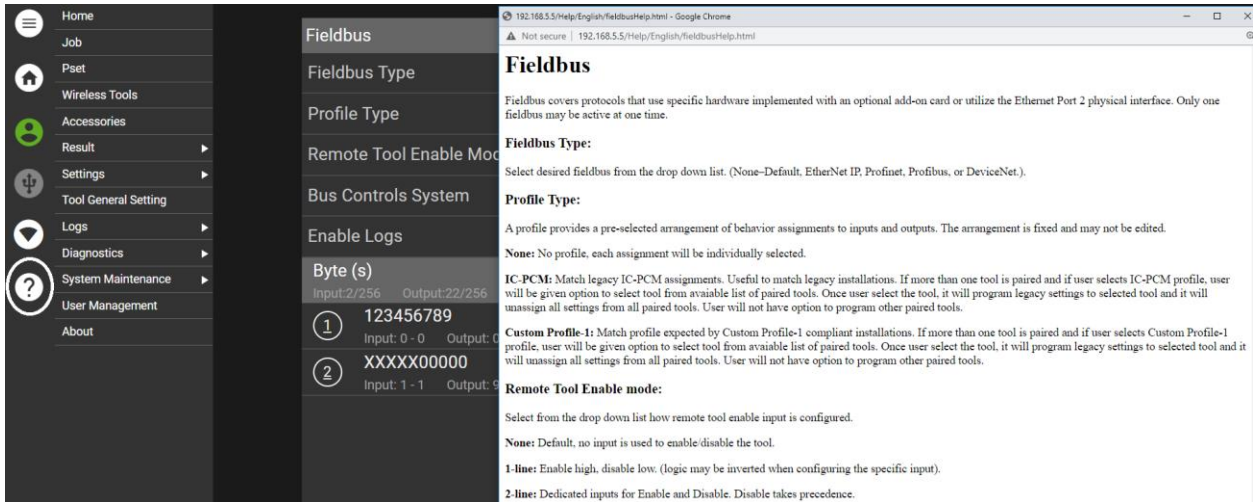 Home
Job
Pset
Wireless Tools
Accessories
Result
Settings
Tool General Setting
Logs
Diagnostics
System Maintenance
User Management
About
?
Fieldbus
Fieldbus Type
Profile Type
Remote Tool Enable Mod
Bus Controls System
Enable Logs
Byte (s)
Input:2/256 Output:22/256
1 123456789
Input: 0 - 0 Output: 0
2 XXXXX00000
Input: 1 - 1 Output: 9
192.168.5.5/Help/English/fieldbusHelp.html - Google Chrome
Not secure | 192.168.5.5/Help/English/fieldbusHelp.html
Fieldbus
Fieldbus covers protocols that use specific hardware implemented with an optional add-on card or utilize the Ethernet Port 2 physical interface. Only one
fieldbus may be active at one time.
Fieldbus Type:
Select desired fieldbus from the drop down list. (None–Default, EtherNet IP, Profinet, Profibus, or DeviceNet.).
Profile Type:
A profile provides a pre-selected arrangement of behavior assignments to inputs and outputs. The arrangement is fixed and may not be edited.
None: No profile, each assignment will be individually selected.
IC-PCM: Match legacy IC-PCM assignments. Useful to match legacy installations. If more than one tool is paired and if user selects IC-PCM profile, user
will be given option to select tool from avaiable list of paired tools. Once user select the tool, it will program legacy settings to selected tool and it will
unassign all settings from all paired tools. User will not have option to program other paired tools.
Custom Profile-1: Match profile expected by Custom Profile-1 compliant installations. If more than one tool is paired and if user selects Custom Profile-1
profile, user will be given option to select tool from avaiable list of paired tools. Once user select the tool, it will program legacy settings to selected tool and it
will unassign all settings from all paired tools. User will not have option to program other paired tools.
Remote Tool Enable mode:
Select from the drop down list how remote tool enable input is configured.
None: Default, no input is used to enable/disable the tool.
1-line: Enable high, disable low. (logic may be inverted when configuring the specific input).
2-line: Dedicated inputs for Enable and Disable. Disable takes precedence.